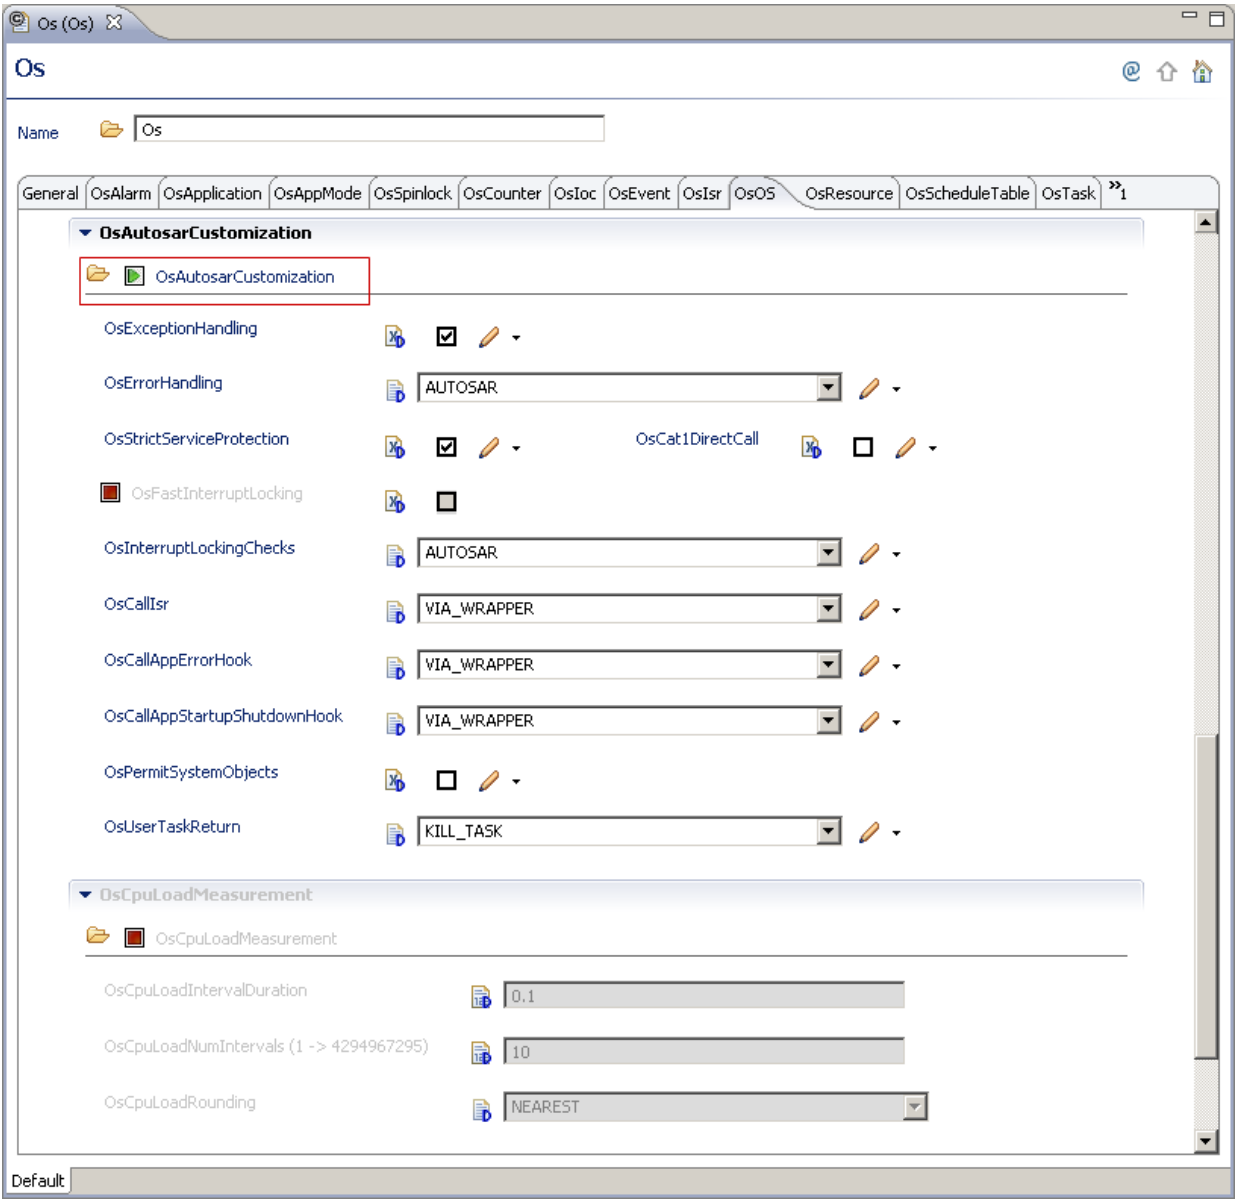 Os (Os)
Os
Name
Os
General OsAlarm OsApplication OsAppMode OsSpinlock OsCounter OsIoc OsEvent OsIsr OsOS OsResource OsScheduleTable OsTask »1
OsAutosarCustomization
OsAutosarCustomization
OsExceptionHandling
OsErrorHandling AUTOSAR
OsStrictServiceProtection OsCat1DirectCall
OsFastInterruptLocking
OsInterruptLockingChecks AUTOSAR
OsCallIsr VIA_WRAPPER
OsCallAppErrorHook VIA_WRAPPER
OsCallAppStartupShutdownHook VIA_WRAPPER
OsPermitSystemObjects
OsUserTaskReturn KILL_TASK
OsCpuLoadMeasurement
OsCpuLoadMeasurement
OsCpuLoadIntervalDuration 0.1
OsCpuLoadNumIntervals (1 -> 4294967295) 10
OsCpuLoadRounding NEAREST
Default